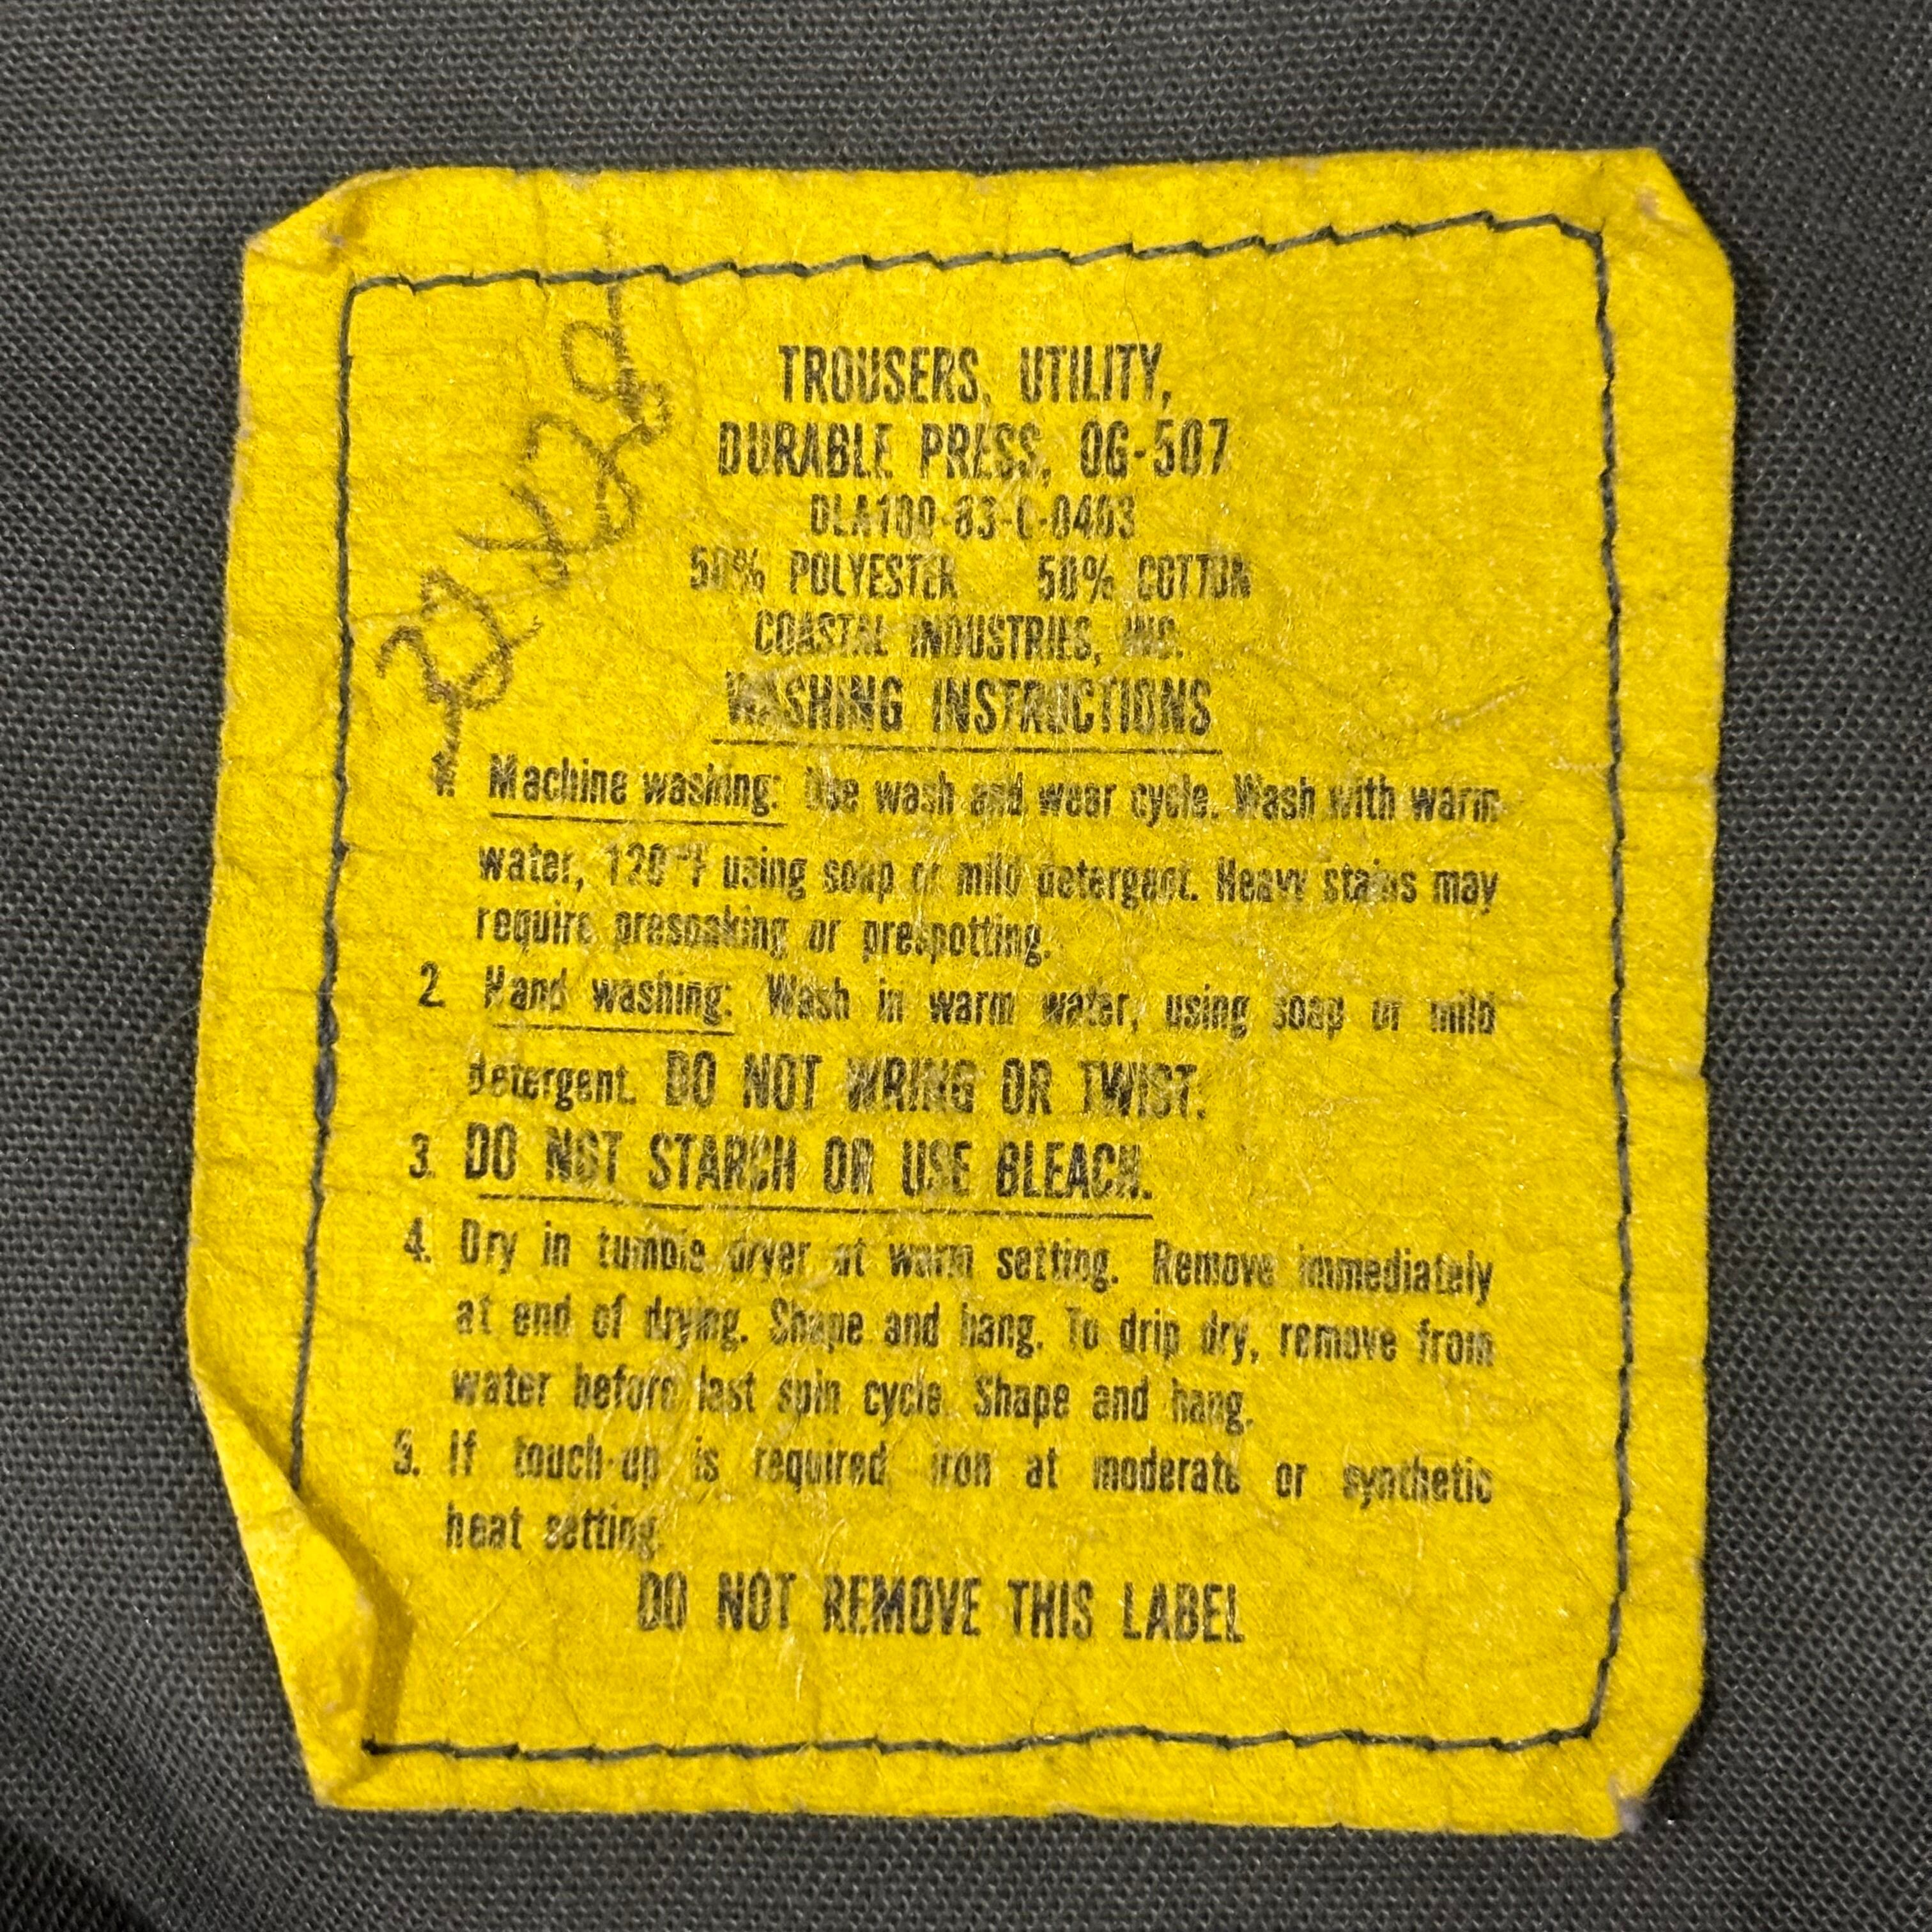 TROUSERS, UTILITY,
DURABLE PRESS, OG-507
DLA100-83-C-0403
50% POLYESTER 50% COTTON
COASTAL INDUSTRIES, INC.
WASHING INSTRUCTIONS
1. Machine washing: Use wash and wear cycle. Wash with warm
water, 120°F using soap or mild detergent. Heavy stains may
require presoaking or prespotting.
2. Hand washing: Wash in warm water, using soap or mild
detergent. DO NOT WRING OR TWIST.
3. DO NOT STARCH OR USE BLEACH.
4. Dry in tumble dryer at warm setting. Remove immediately
at end of drying. Shape and hang. To drip dry, remove from
water before last spin cycle. Shape and hang.
5. If touch-up is required iron at moderate or synthetic
heat setting.
DO NOT REMOVE THIS LABEL